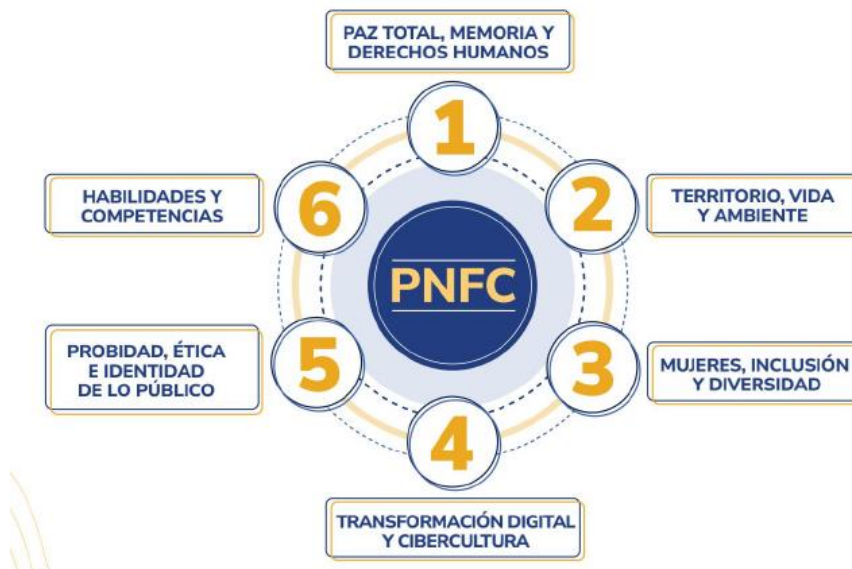 PAZ TOTAL, MEMORIA Y
DERECHOS HUMANOS
1
6
HABILIDADES Y
COMPETENCIAS
2
TERRITORIO, VIDA
Y AMBIENTE
PNFC
5
PROBIDAD, ÉTICA
E IDENTIDAD
DE LO PÚBLICO
3
MUJERES, INCLUSIÓN
Y DIVERSIDAD
4
TRANSFORMACIÓN DIGITAL
Y CIBERCULTURA